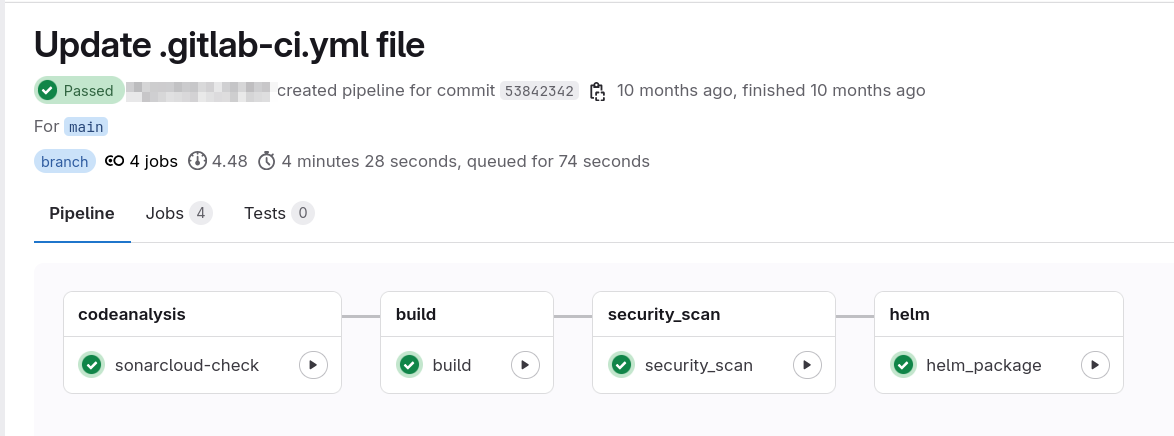 Update .gitlab-ci.yml file
Passed created pipeline for commit 53842342 10 months ago, finished 10 months ago
For main
branch 4 jobs 4.48 4 minutes 28 seconds, queued for 74 seconds
Pipeline Jobs 4 Tests 0
codeanalysis build security_scan helm
sonarcloud-check build security_scan helm_package